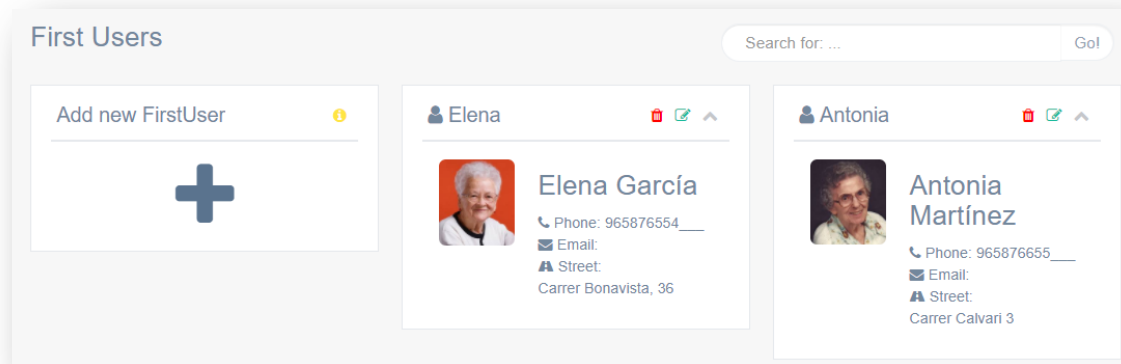 First Users
Search for: ...
Go!
Add new FirstUser
Elena
Elena García
Phone: 965876554___
Email:
Street:
Carrer Bonavista, 36
Antonia
Antonia
Martínez
Phone: 965876655___
Email:
Street:
Carrer Calvari 3